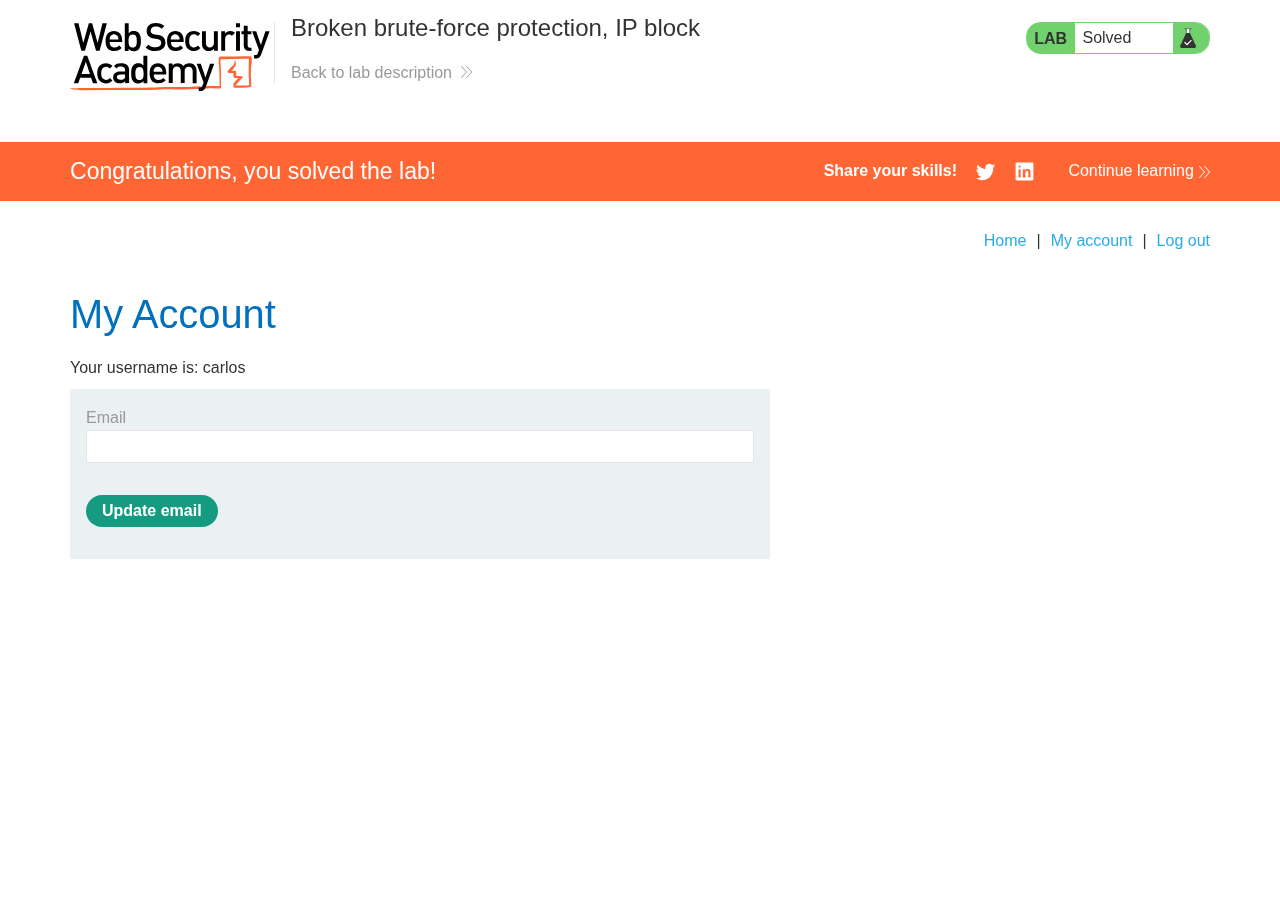 Web Security
Academy
Broken brute-force protection, IP block
Back to lab description
LAB Solved
Congratulations, you solved the lab!
Share your skills!
Continue learning
Home | My account | Log out
My Account
Your username is: carlos
Email
Update email